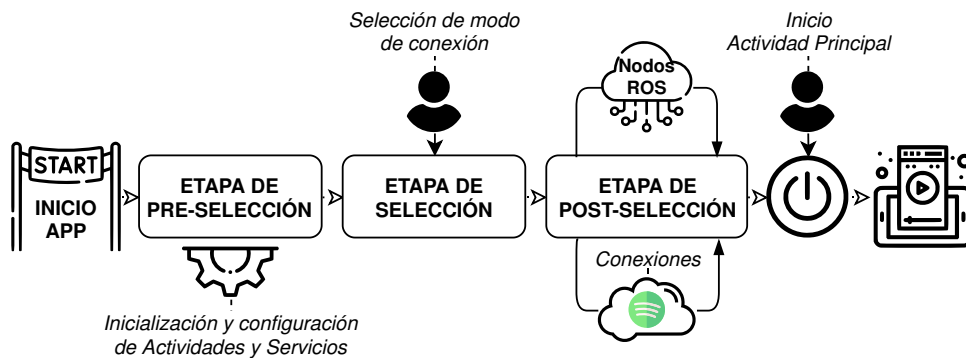 Selección de modo
de conexión
Inicio
Actividad Principal
Nodos
ROS
START
INICIO
APP
ETAPA DE
PRE-SELECCIÓN
ETAPA DE
SELECCIÓN
ETAPA DE
POST-SELECCIÓN
Conexiones
Inicialización y configuración
de Actividades y Servicios